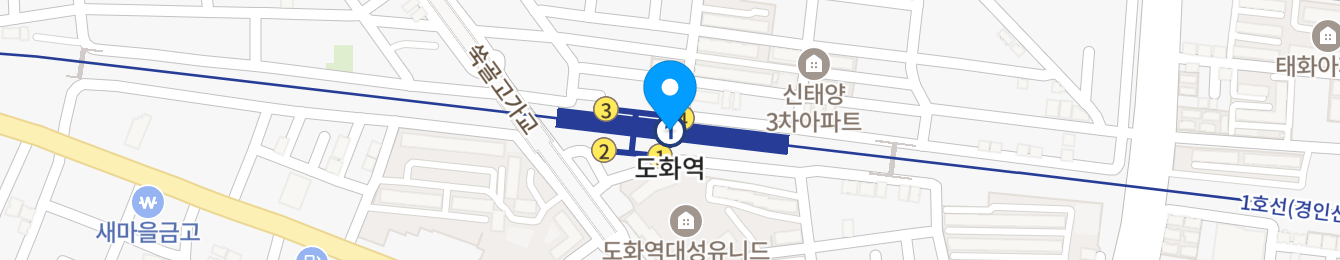 쑥골고가교
3
4
2
1
1
도화역
신태양
3차아파트
태화아
1호선(경인선
새마을금고
도화역대성유니드